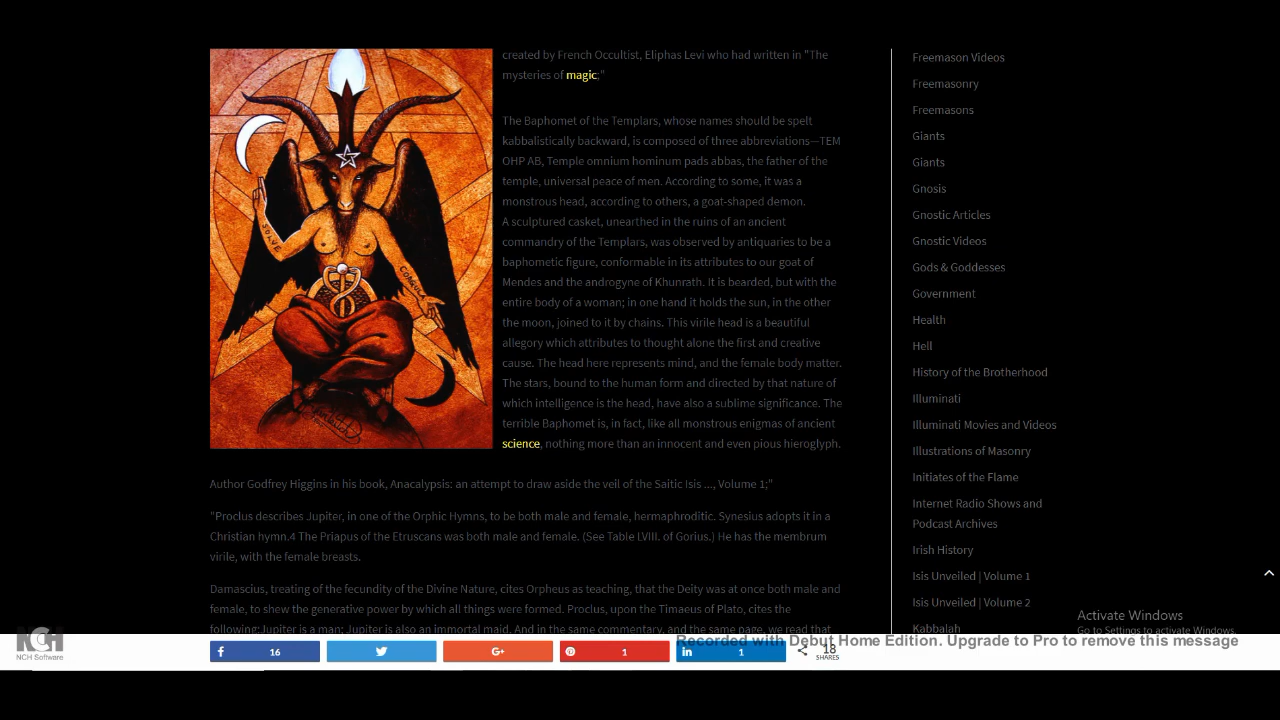 created by French Occultist, Eliphas Levi who had written in "The
mysteries of magic;"
The Baphomet of the Templars, whose names should be spelt
kabbalistically backward, is composed of three abbreviations—TEM
OHP AB, Temple omnium hominum pads abbas, the father of the
temple, universal peace of men. According to some, it was a
monstrous head, according to others, a goat-shaped demon.
A sculptured casket, unearthed in the ruins of an ancient
commandry of the Templars, was observed by antiquaries to be a
baphometic figure, conformable in its attributes to our goat of
Mendes and the androgyne of Khunrath. It is bearded, but with the
entire body of a woman; in one hand it holds the sun, in the other
the moon, joined to it by chains. This virile head is a beautiful
allegory which attributes to thought alone the first and creative
cause. The head here represents mind, and the female body matter.
The stars, bound to the human form and directed by that nature of
which intelligence is the head, have also a sublime significance. The
terrible Baphomet is, in fact, like all monstrous enigmas of ancient
science, nothing more than an innocent and even pious hieroglyph.
SOLVE
COAGULA
Author Godfrey Higgins in his book, Anacalypsis: an attempt to draw aside the veil of the Saitic Isis ..., Volume 1;"
"Proclus describes Jupiter, in one of the Orphic Hymns, to be both male and female, hermaphroditic. Synesius adopts it in a
Christian hymn.4 The Priapus of the Etruscans was both male and female. (See Table LVIII. of Gorius.) He has the membrum
virile, with the female breasts.
Damascius, treating of the fecundity of the Divine Nature, cites Orpheus as teaching, that the Deity was at once both male and
female, to shew the generative power by which all things were formed. Proclus, upon the Timaeus of Plato, cites the
following:Jupiter is a man; Jupiter is also an immortal maid. And in the same commentary, and the same page, we read that
Freemason Videos
Freemasonry
Freemasons
Giants
Giants
Gnosis
Gnostic Articles
Gnostic Videos
Gods & Goddesses
Government
Health
Hell
History of the Brotherhood
Illuminati
Illuminati Movies and Videos
Illustrations of Masonry
Initiates of the Flame
Internet Radio Shows and
Podcast Archives
Irish History
Isis Unveiled | Volume 1
Isis Unveiled | Volume 2
Kabbalah
Activate Windows
Go to Settings to activate Windows.
Recorded with Debut Home Edition. Upgrade to Pro to remove this message
NCH
NCH Software
16
1
1
18
SHARES